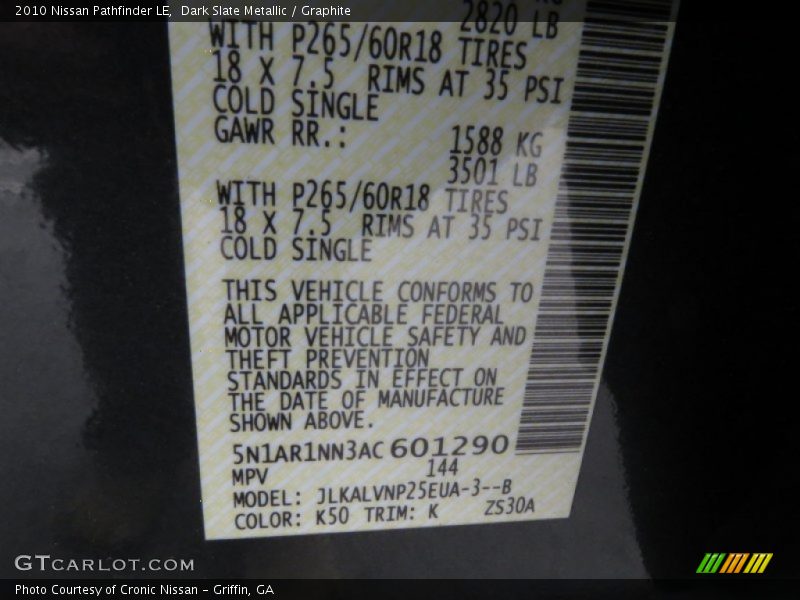 2010 Nissan Pathfinder LE, Dark Slate Metallic / Graphite
2820 LB
WITH P265/60R18 TIRES
18 X 7.5 RIMS AT 35 PSI
COLD SINGLE
GAWR RR.: 1588 KG
3501 LB
WITH P265/60R18 TIRES
18 X 7.5 RIMS AT 35 PSI
COLD SINGLE
THIS VEHICLE CONFORMS TO
ALL APPLICABLE FEDERAL
MOTOR VEHICLE SAFETY AND
THEFT PREVENTION
STANDARDS IN EFFECT ON
THE DATE OF MANUFACTURE
SHOWN ABOVE.
5N1AR1NN3AC601290
MPV 144
MODEL: JLKALVNP25EUA-3--B
COLOR: K50 TRIM: K ZS30A
GTCARLOT.COM
Photo Courtesy of Cronic Nissan - Griffin, GA